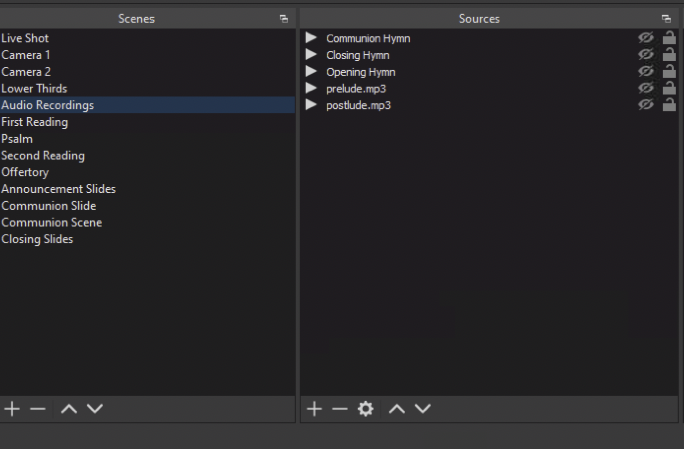 Scenes
Live Shot
Camera 1
Camera 2
Lower Thirds
Audio Recordings
First Reading
Psalm
Second Reading
Offertory
Announcement Slides
Communion Slide
Communion Scene
Closing Slides
Sources
Communion Hymn
Closing Hymn
Opening Hymn
prelude.mp3
postlude.mp3